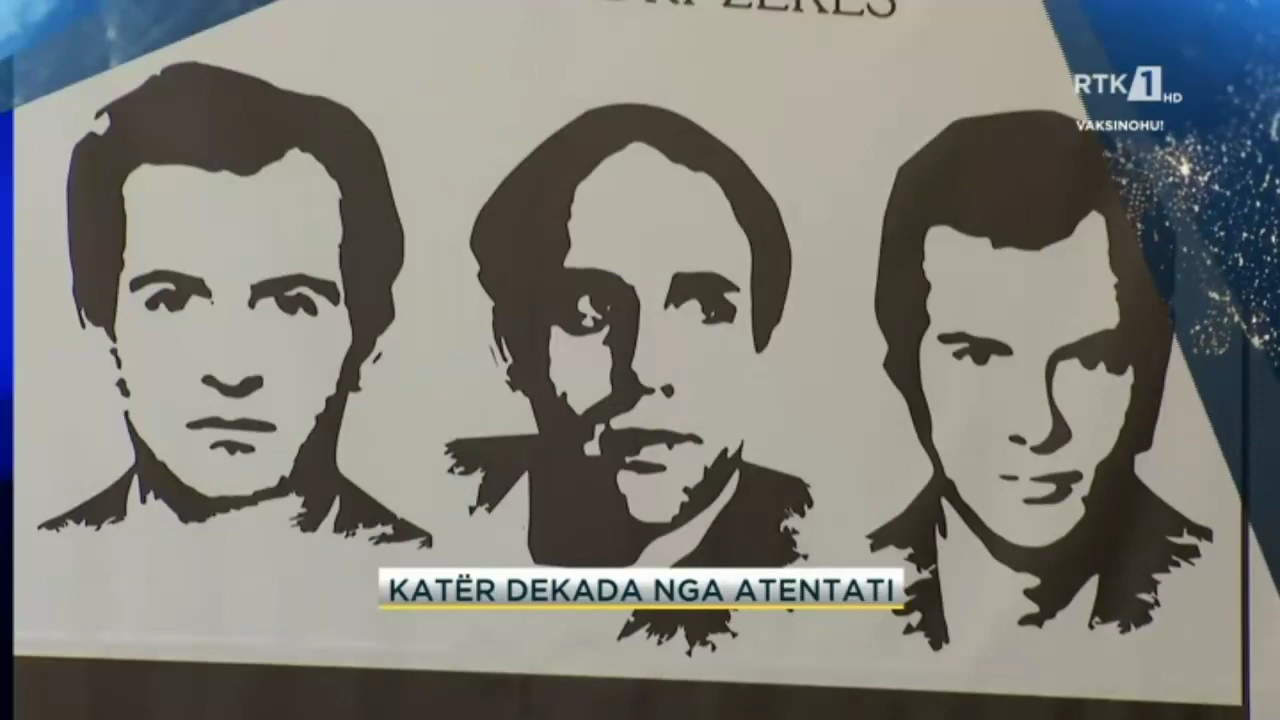 RTK 1 HD
VAKSINOHU!
KATËR DEKADA NGA ATENTATI